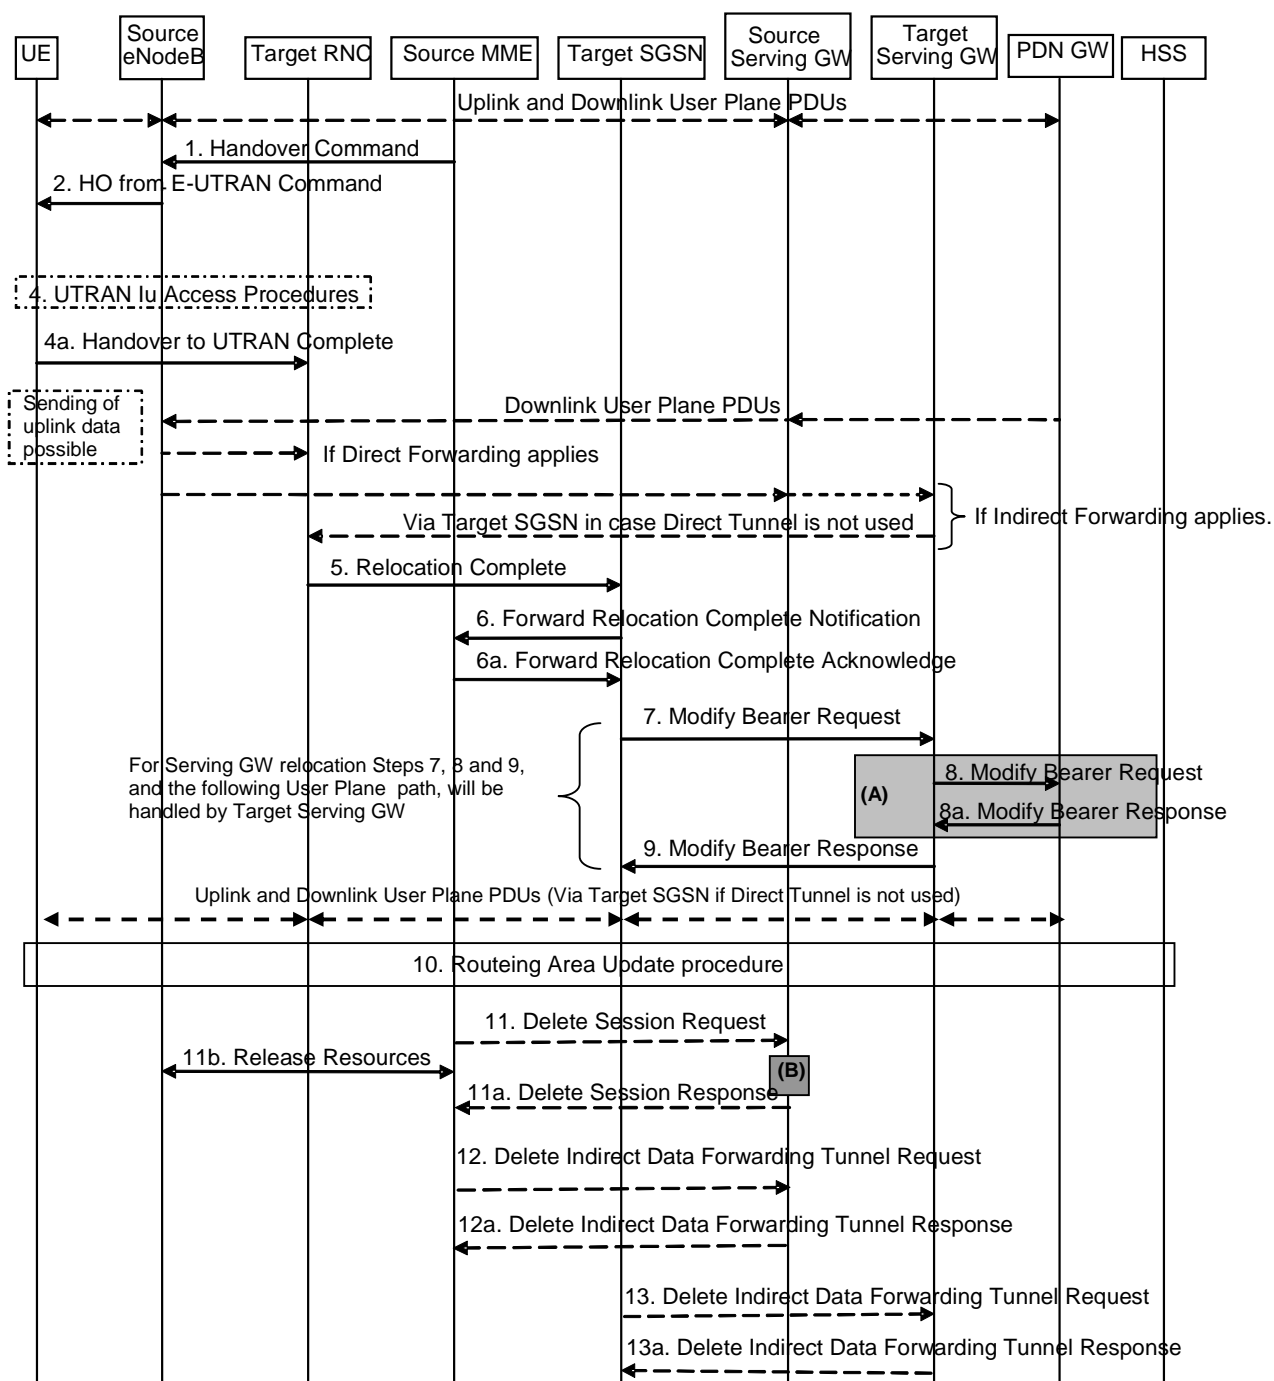 UE
Source
eNodeB
Target RNC
Source MME
Target SGSN
Source
Serving GW
Target
Serving GW
PDN GW
HSS
Uplink and Downlink User Plane PDUs
1. Handover Command
2. HO from E-UTRAN Command
4. UTRAN Iu Access Procedures
4a. Handover to UTRAN Complete
Sending of
uplink data
possible
Downlink User Plane PDUs
If Direct Forwarding applies
Via Target SGSN in case Direct Tunnel is not used
If Indirect Forwarding applies.
5. Relocation Complete
6. Forward Relocation Complete Notification
6a. Forward Relocation Complete Acknowledge
7. Modify Bearer Request
For Serving GW relocation Steps 7, 8 and 9,
and the following User Plane path, will be
handled by Target Serving GW
(A)
8. Modify Bearer Request
8a. Modify Bearer Response
9. Modify Bearer Response
Uplink and Downlink User Plane PDUs (Via Target SGSN if Direct Tunnel is not used)
10. Routeing Area Update procedure
11. Delete Session Request
11b. Release Resources
(B)
11a. Delete Session Response
12. Delete Indirect Data Forwarding Tunnel Request
12a. Delete Indirect Data Forwarding Tunnel Response
13. Delete Indirect Data Forwarding Tunnel Request
13a. Delete Indirect Data Forwarding Tunnel Response